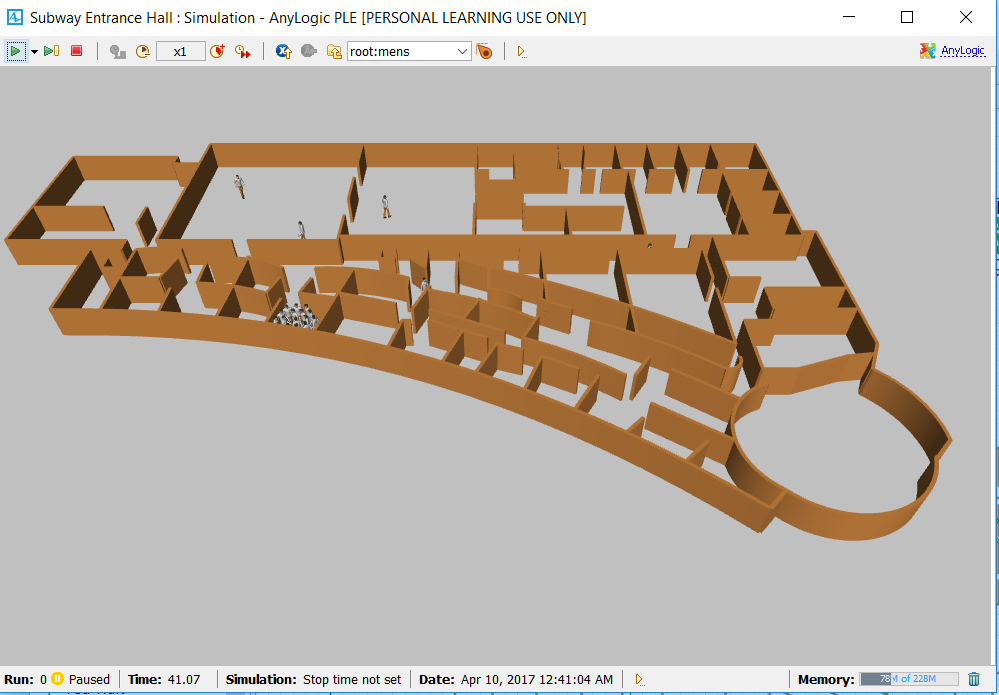 Subway Entrance Hall : Simulation - AnyLogic PLE [PERSONAL LEARNING USE ONLY]
x1 root:mens AnyLogic
Run: 0 Paused Time: 41.07 Simulation: Stop time not set Date: Apr 10, 2017 12:41:04 AM Memory: 78M of 228M